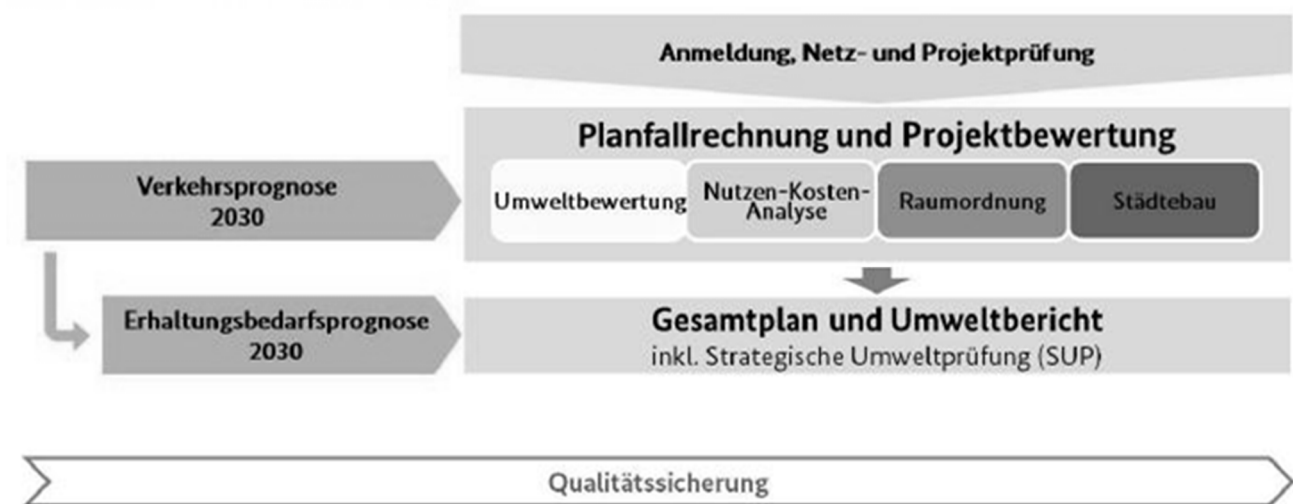 Anmeldung, Netz- und Projektprüfung
Planfallrechnung und Projektbewertung
Verkehrsprognose
2030
Umweltbewertung
Nutzen-Kosten-
Analyse
Raumordnung
Städtebau
Erhaltungsbedarfsprognose
2030
Gesamtplan und Umweltbericht
inkl. Strategische Umweltprüfung (SUP)
Qualitätssicherung